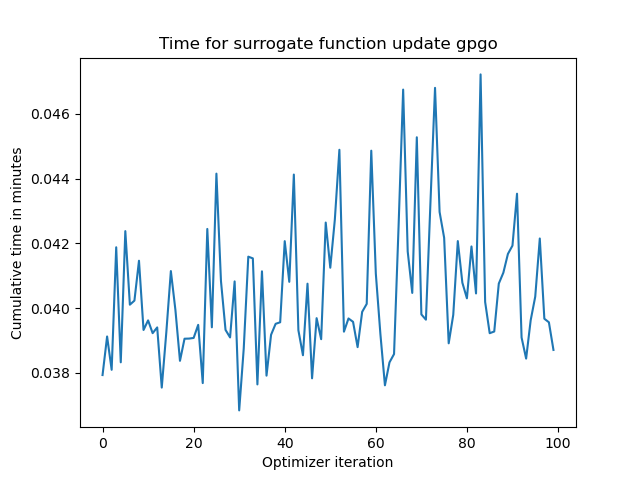 Time for surrogate function update gpgo
Cumulative time in minutes
0.046
0.044
0.042
0.040
0.038
0 20 40 60 80 100
Optimizer iteration